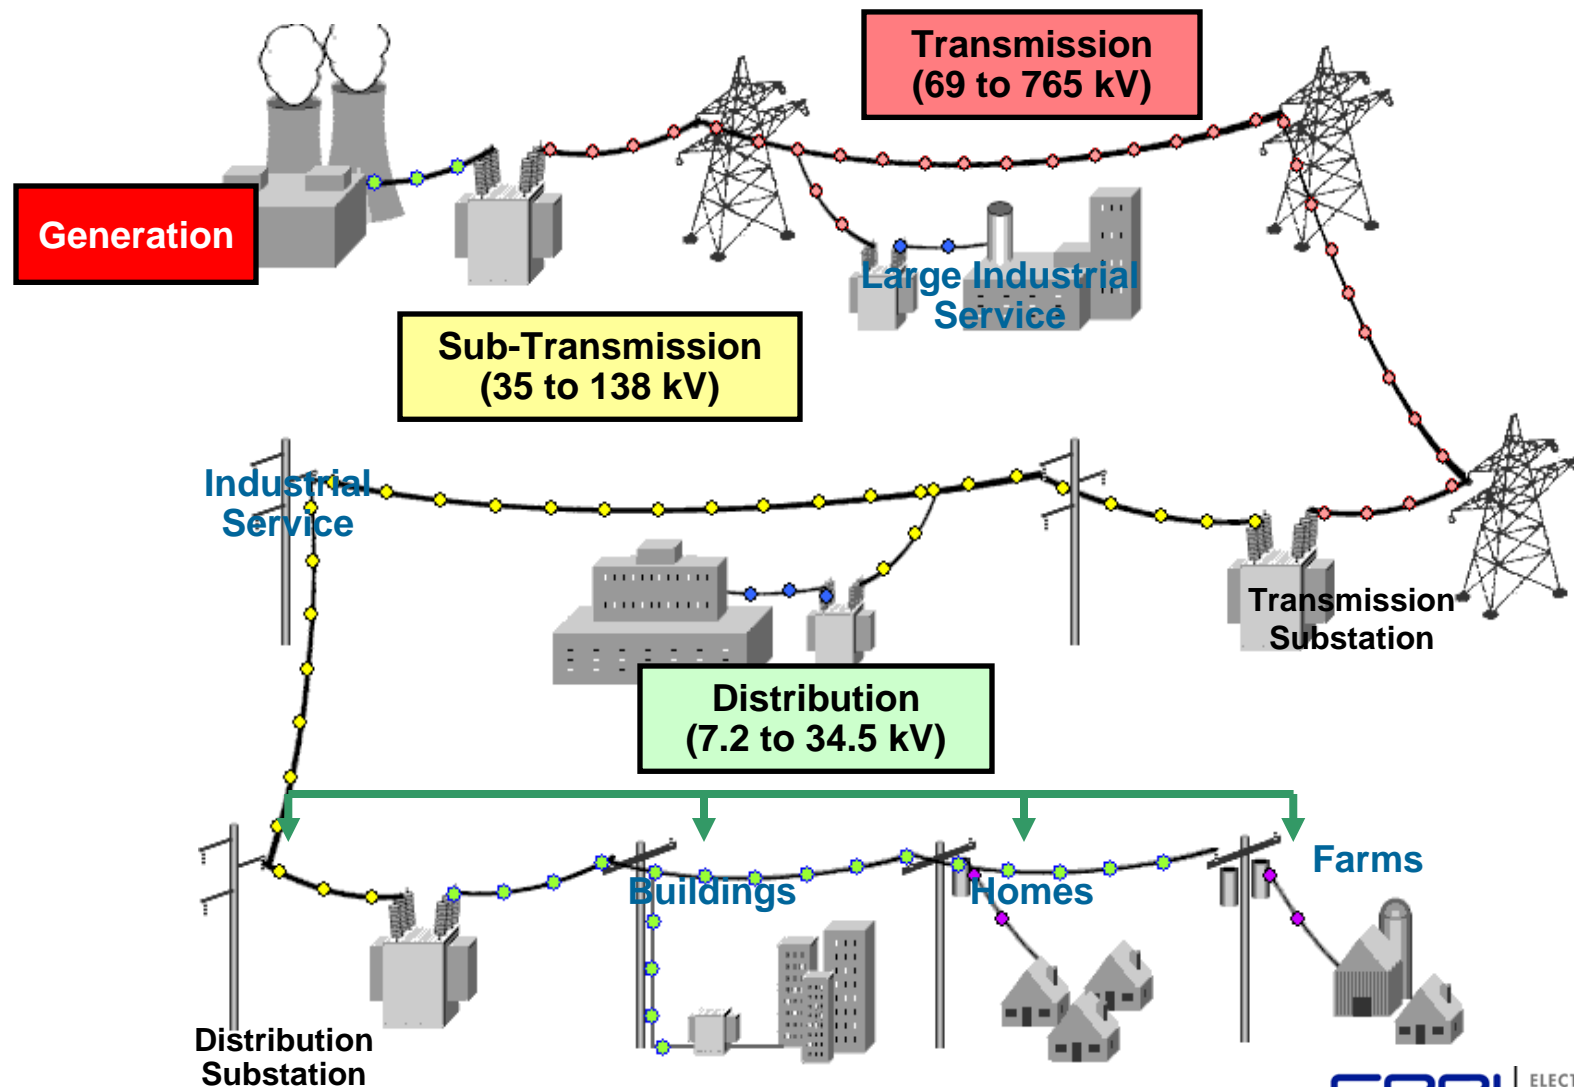 Transmission
(69 to 765 kV)
Generation
Large Industrial
Service
Sub-Transmission
(35 to 138 kV)
Industrial
Service
Transmission
Substation
Distribution
(7.2 to 34.5 kV)
Farms
Buildings
Homes
Distribution
Substation